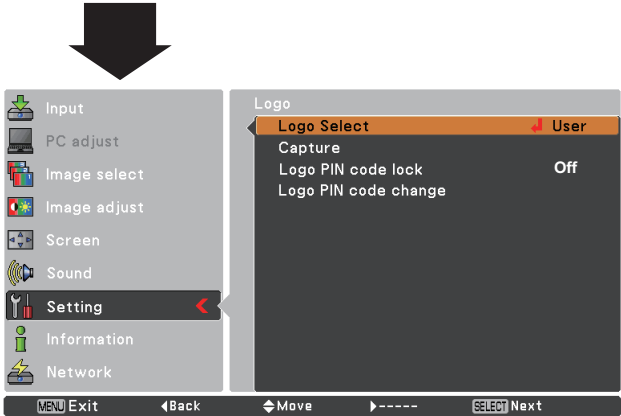 Input
PC adjust
Image select
Image adjust
Screen
Sound
Setting
Information
Network
Logo
Logo Select User
Capture
Logo PIN code lock Off
Logo PIN code change
MENU Exit Back Move ----- SELECT Next